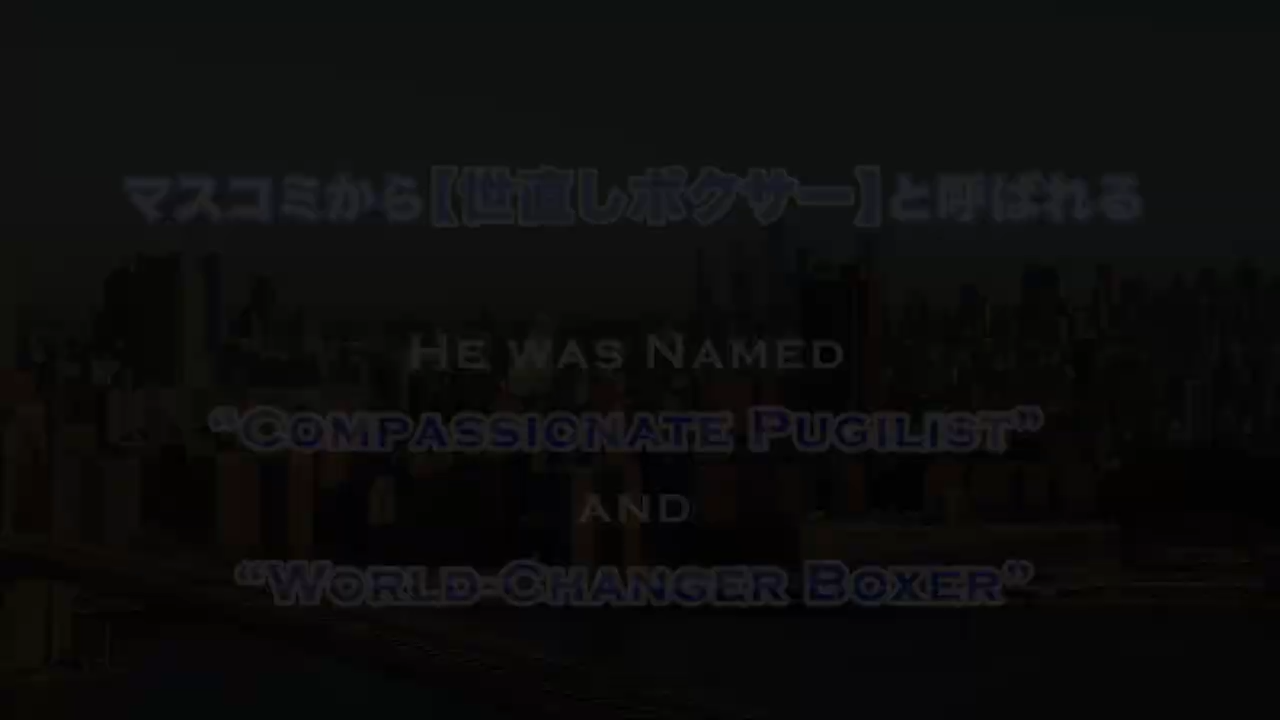 マスコミから【世直しボクサー】と呼ばれる
He was Named
“Compassionate Pugilist”
and
“World-Changer Boxer”